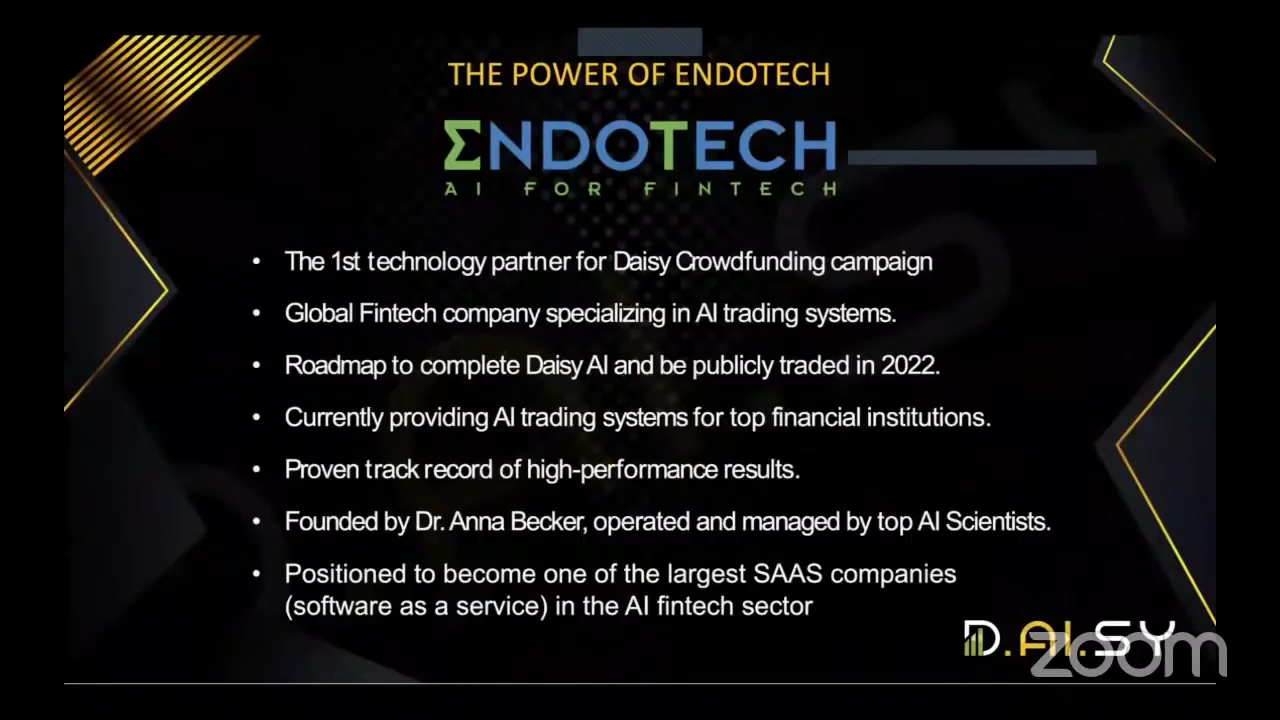 THE POWER OF ENDOTECH
ΣNDOTECH
AI FOR FINTECH
• The 1st technology partner for Daisy Crowdfunding campaign
• Global Fintech company specializing in AI trading systems.
• Roadmap to complete Daisy AI and be publicly traded in 2022.
• Currently providing AI trading systems for top financial institutions.
• Proven track record of high-performance results.
• Founded by Dr. Anna Becker, operated and managed by top AI Scientists.
• Positioned to become one of the largest SAAS companies
(software as a service) in the AI fintech sector
D.AI.SY
zoom